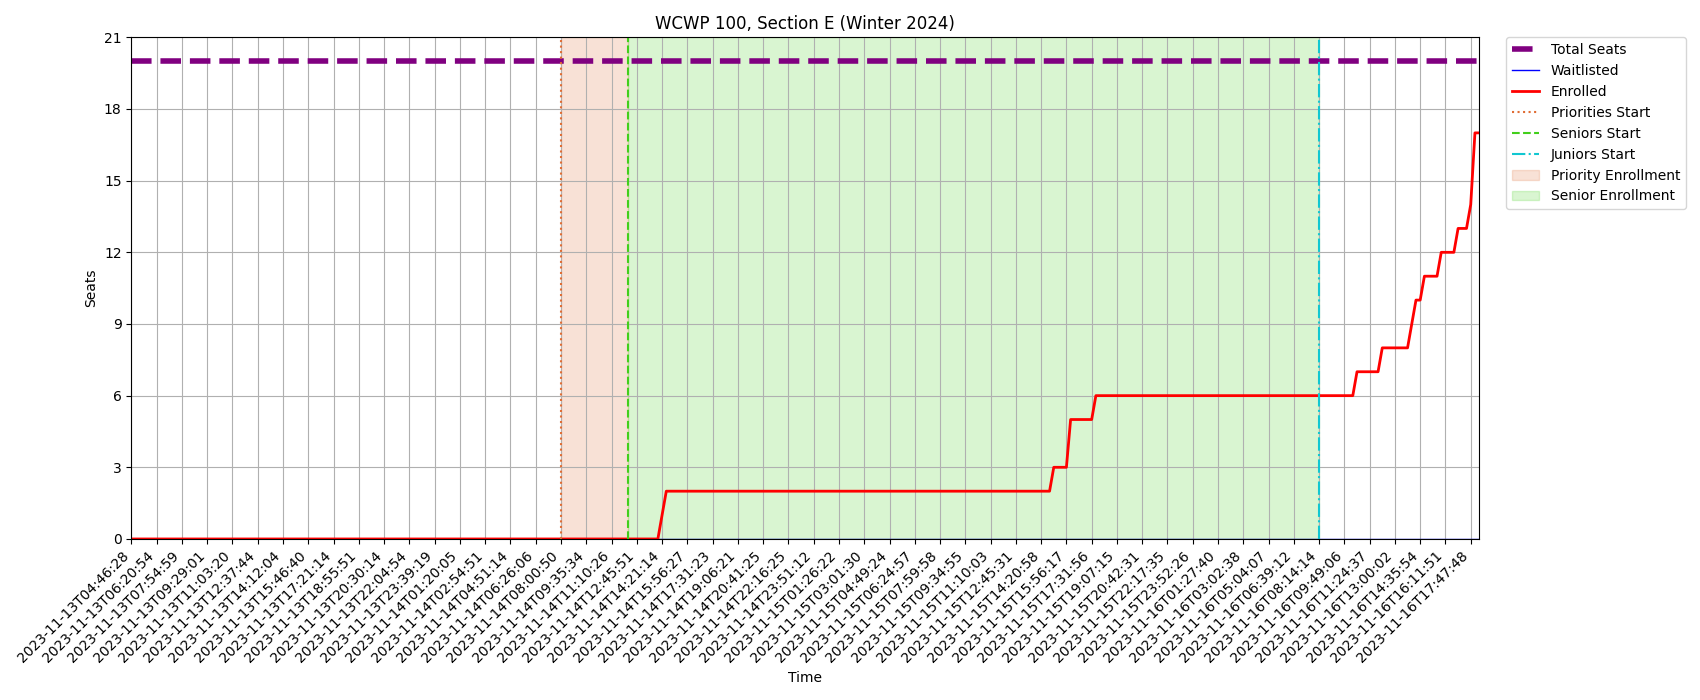 WCWP 100, Section E (Winter 2024)
21
18
15
12
9
6
3
0
Seats
2023-11-13T04:46:28
2023-11-13T06:20:54
2023-11-13T07:54:59
2023-11-13T09:29:01
2023-11-13T11:03:20
2023-11-13T12:37:44
2023-11-13T14:12:04
2023-11-13T15:46:40
2023-11-13T17:21:14
2023-11-13T18:55:51
2023-11-13T20:30:14
2023-11-13T22:04:54
2023-11-13T23:39:19
2023-11-14T01:20:05
2023-11-14T02:54:51
2023-11-14T04:51:14
2023-11-14T06:26:06
2023-11-14T08:00:50
2023-11-14T09:35:34
2023-11-14T11:10:26
2023-11-14T12:45:51
2023-11-14T14:21:14
2023-11-14T15:56:27
2023-11-14T17:31:23
2023-11-14T19:06:21
2023-11-14T20:41:25
2023-11-14T22:16:25
2023-11-14T23:51:12
2023-11-15T01:26:22
2023-11-15T03:01:30
2023-11-15T04:49:24
2023-11-15T06:24:57
2023-11-15T07:59:58
2023-11-15T09:34:55
2023-11-15T11:10:03
2023-11-15T12:45:31
2023-11-15T14:20:58
2023-11-15T15:56:17
2023-11-15T17:31:56
2023-11-15T19:07:15
2023-11-15T20:42:31
2023-11-15T22:17:35
2023-11-15T23:52:26
2023-11-16T01:27:40
2023-11-16T03:02:38
2023-11-16T05:04:07
2023-11-16T06:39:12
2023-11-16T08:14:14
2023-11-16T09:49:06
2023-11-16T11:24:37
2023-11-16T13:00:02
2023-11-16T14:35:54
2023-11-16T16:11:51
2023-11-16T17:47:48
Time
Total Seats
Waitlisted
Enrolled
Priorities Start
Seniors Start
Juniors Start
Priority Enrollment
Senior Enrollment